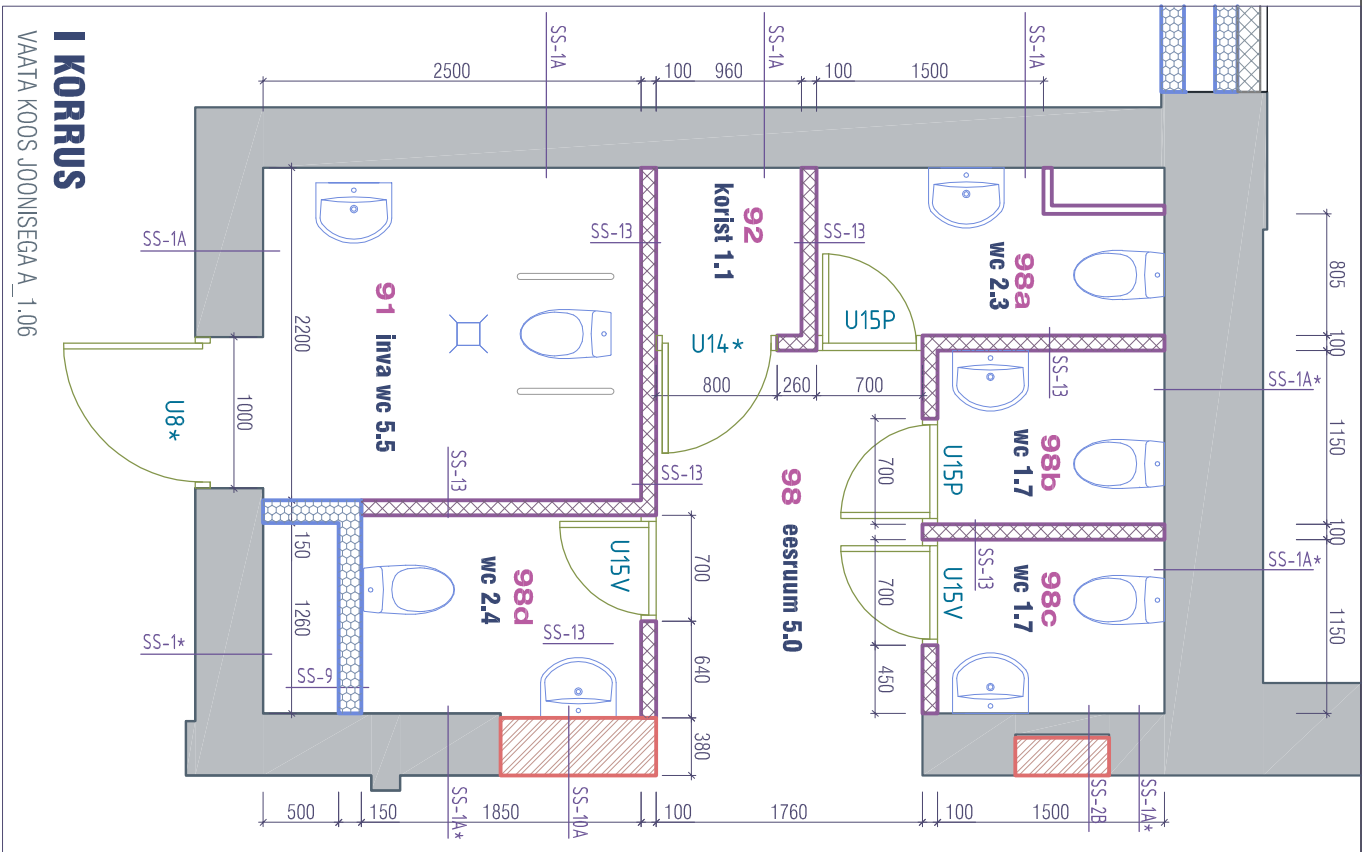 I KORRUS
VAATA KOOS JOONISEGA A_1.06
SS-1A
SS-1A
SS-1A
2500
100
960
100
1500
92
korist 1.1
98a
wc 2.3
SS-13
SS-13
SS-1A
91 inva wc 5.5
2200
1000
U8*
U14*
U15P
800
260
700
SS-13
SS-13
SS-13
98b
wc 1.7
U15P
700
98 eesruum 5.0
98c
wc 1.7
U15V
700
450
SS-13
98d
wc 2.4
U15V
SS-13
700
640
380
150
1260
SS-1*
SS-9
805
100
1150
100
1150
SS-1A*
SS-1A*
500
150
1850
100
1760
100
1500
SS-1A*
SS-10A
SS-2B
SS-1A*